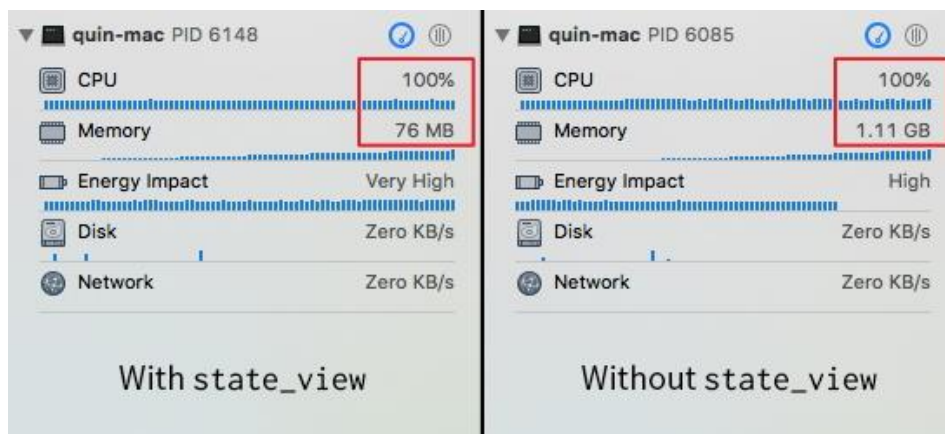 quin-mac PID 6148
CPU 100%
Memory 76 MB
Energy Impact Very High
Disk Zero KB/s
Network Zero KB/s
With state_view
quin-mac PID 6085
CPU 100%
Memory 1.11 GB
Energy Impact High
Disk Zero KB/s
Network Zero KB/s
Without state_view